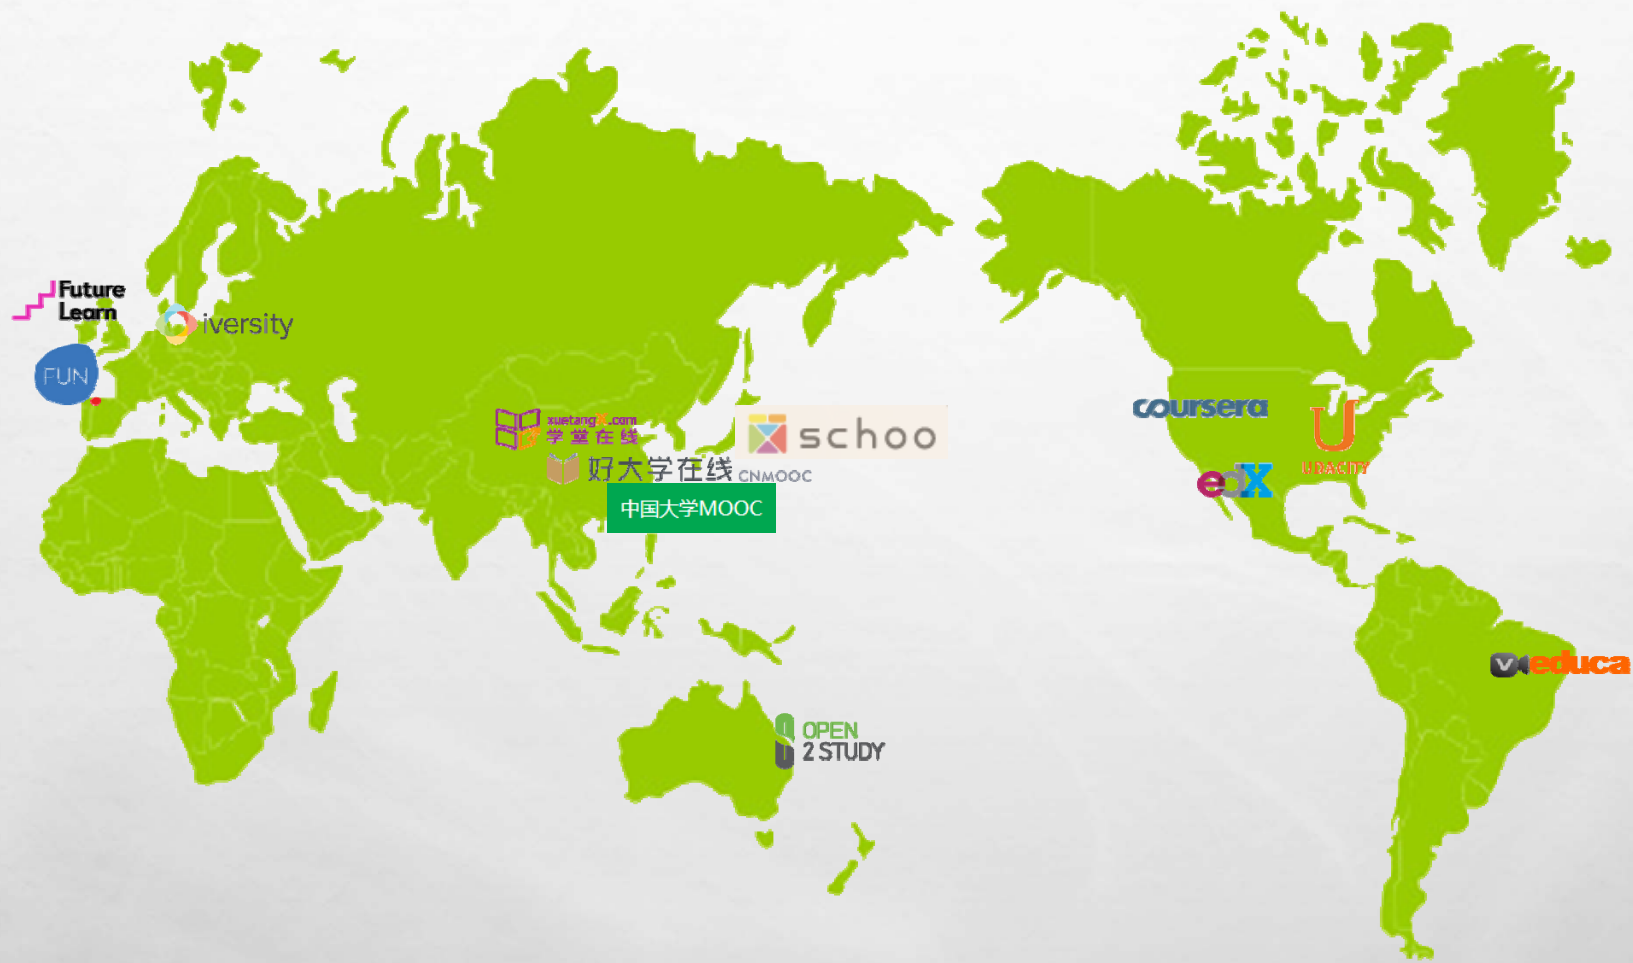 Future
Learn
iversity
FUN
xuetangX.com
学堂在线
schoo
好大学在线 CNMOOC
中国大学MOOC
coursera
UDACITY
edX
OPEN
2 STUDY
veduca